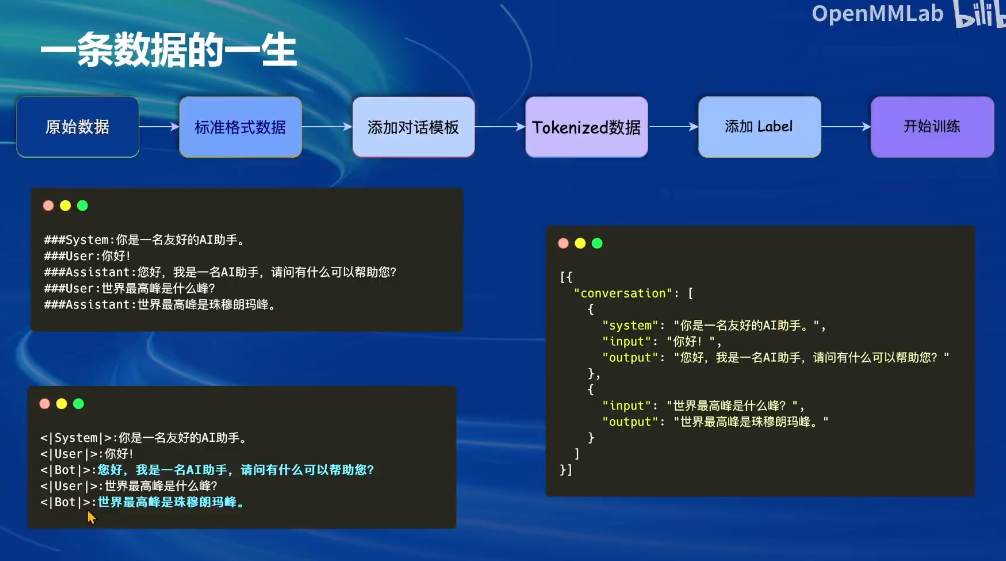 OpenMMLab bilib
一条数据的一生
原始数据
标准格式数据
添加对话模板
Tokenized数据
添加 Label
开始训练
###System:你是一名友好的AI助手。
###User:你好!
###Assistant:您好，我是一名AI助手，请问有什么可以帮助您?
###User:世界最高峰是什么峰?
###Assistant:世界最高峰是珠穆朗玛峰。
<|System|>:你是一名友好的AI助手。
<|User|>:你好!
<|Bot|>:您好，我是一名AI助手，请问有什么可以帮助您?
<|User|>:世界最高峰是什么峰?
<|Bot|>:世界最高峰是珠穆朗玛峰。
[{
"conversation": [
{
"system": "你是一名友好的AI助手。",
"input": "你好! ",
"output": "您好，我是一名AI助手，请问有什么可以帮助您? "
},
{
"input": "世界最高峰是什么峰? ",
"output": "世界最高峰是珠穆朗玛峰。"
}
]
}]